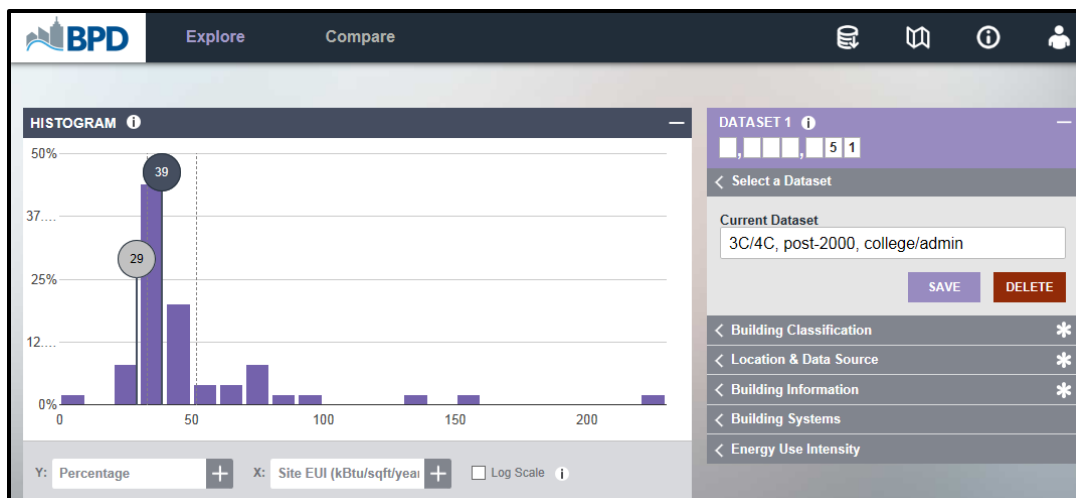 BPD Explore Compare
HISTOGRAM i
50%
37....
25%
12....
0%
39
29
0 50 100 150 200
Y: Percentage + X: Site EUI (kBtu/sqft/year + Log Scale i
DATASET 1 i
, , 5 1
Select a Dataset
Current Dataset
3C/4C, post-2000, college/admin
SAVE DELETE
Building Classification *
Location & Data Source *
Building Information *
Building Systems
Energy Use Intensity